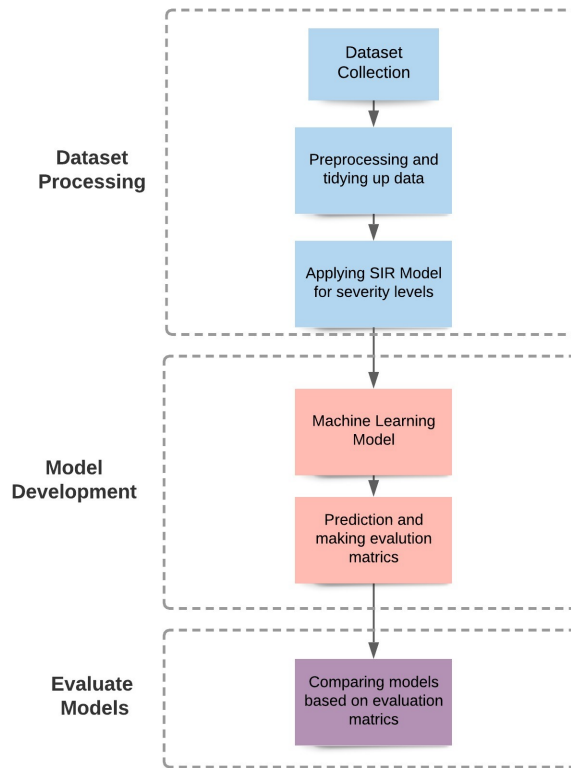 Dataset
Collection
Dataset
Processing
Preprocessing and
tidying up data
Applying SIR Model
for severity levels
Model
Development
Machine Learning
Model
Prediction and
making evalution
matrics
Evaluate
Models
Comparing models
based on evaluation
matrics